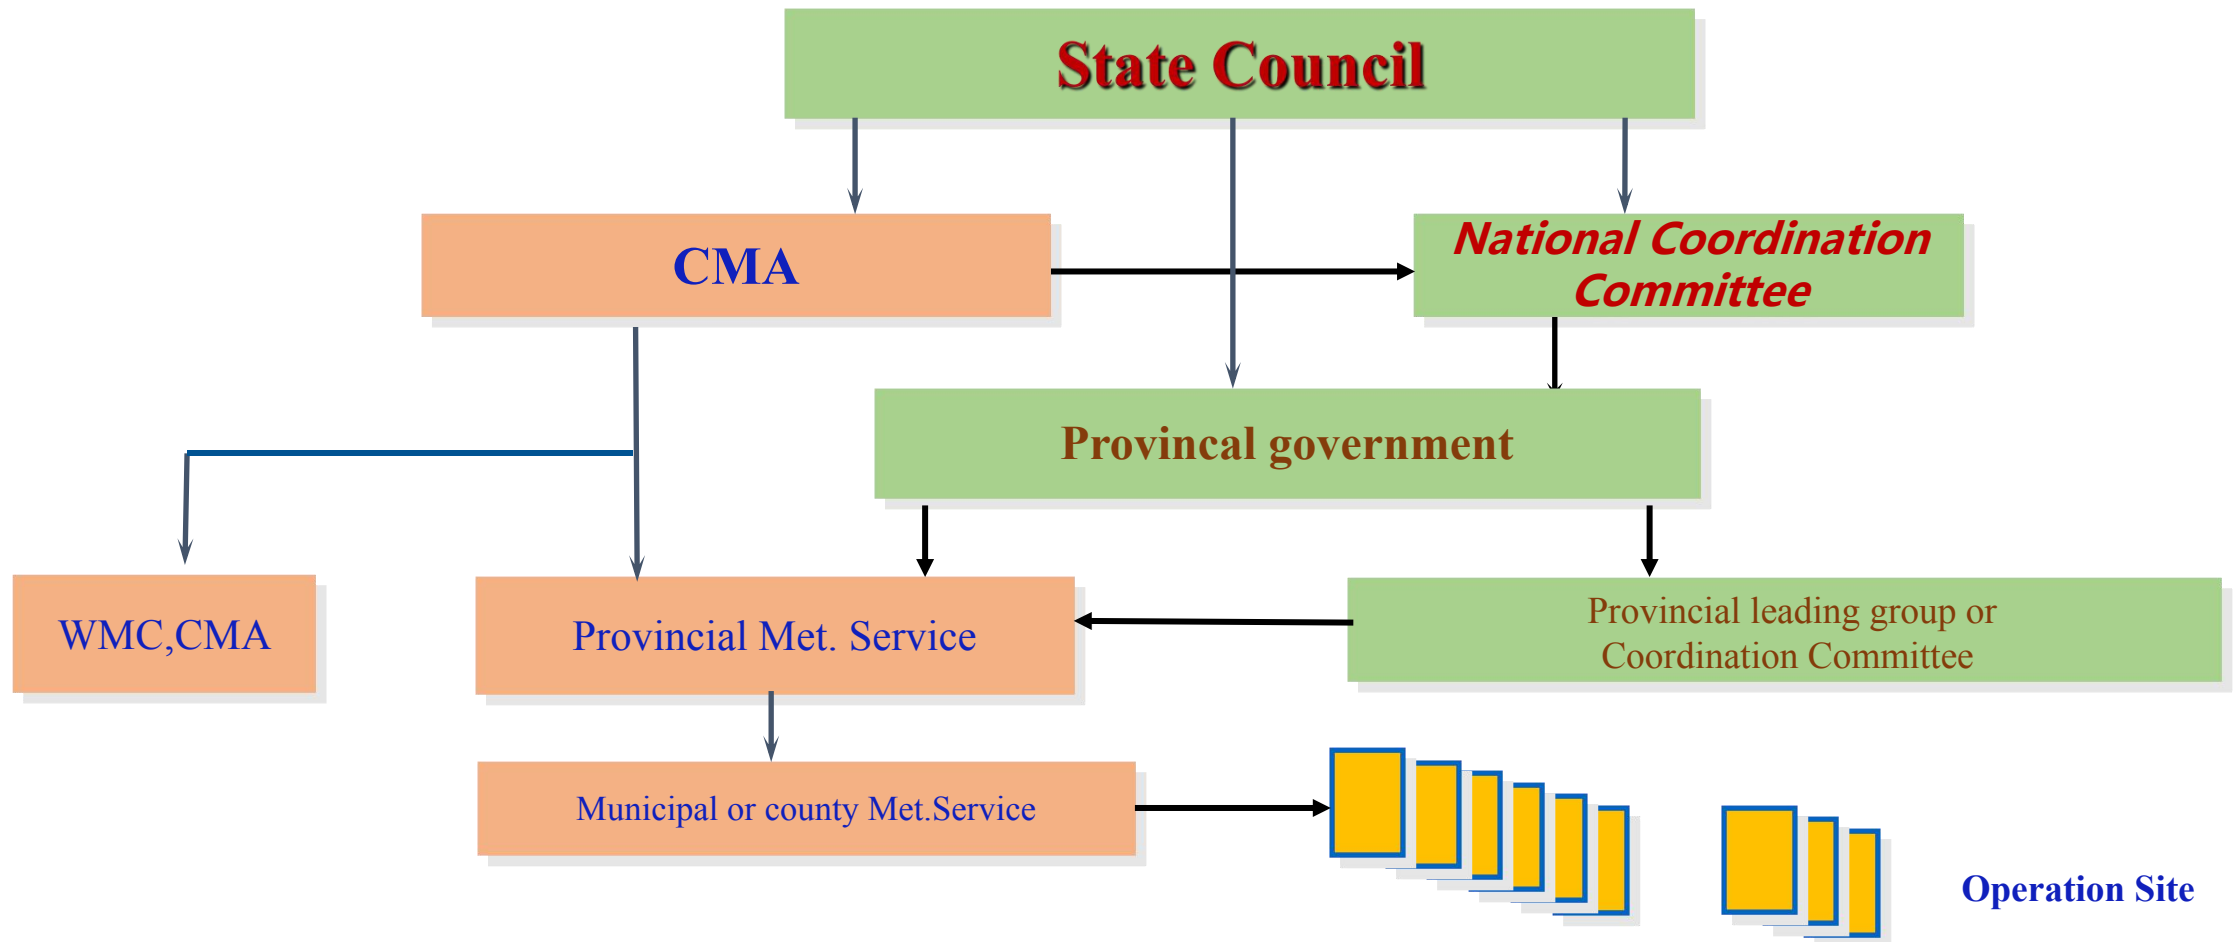 State Council
CMA
National Coordination
Committee
Provincal government
WMC,CMA
Provincial Met. Service
Provincial leading group or
Coordination Committee
Municipal or county Met.Service
Operation Site